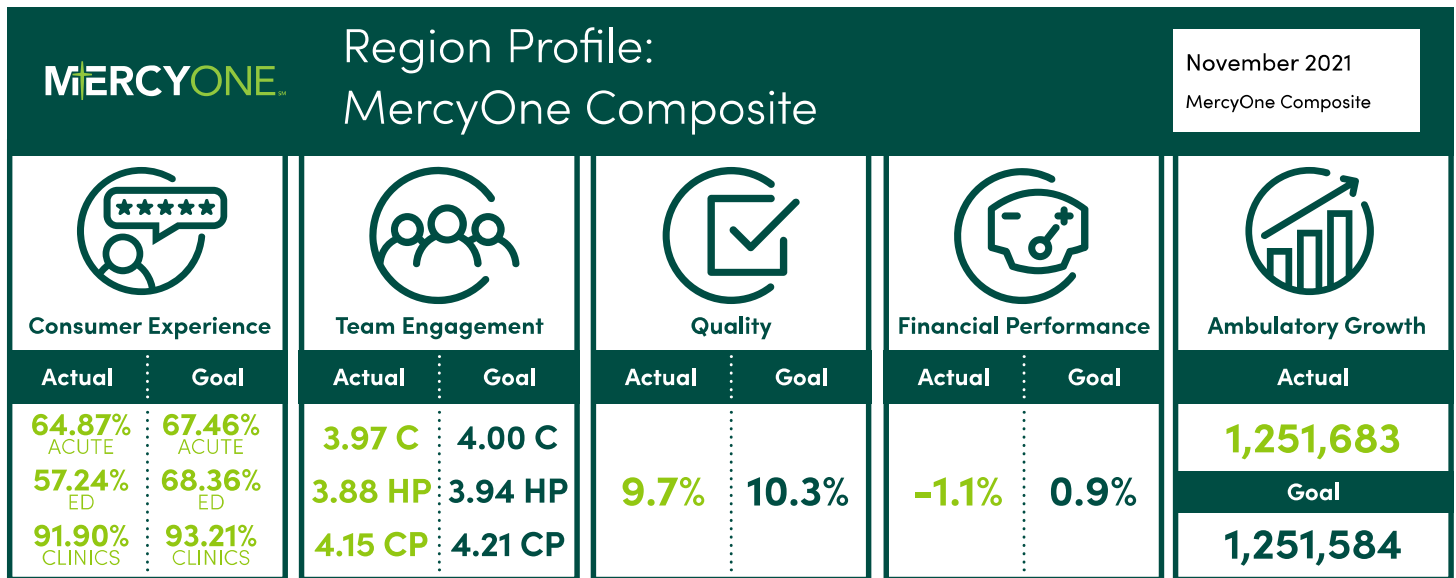 MERCYONE℠
Region Profile:
MercyOne Composite
November 2021
MercyOne Composite
Consumer Experience
Actual Goal
64.87% 67.46%
ACUTE ACUTE
57.24% 68.36%
ED ED
91.90% 93.21%
CLINICS CLINICS
Team Engagement
Actual Goal
3.97 C 4.00 C
3.88 HP 3.94 HP
4.15 CP 4.21 CP
Quality
Actual Goal
9.7% 10.3%
Financial Performance
Actual Goal
-1.1% 0.9%
Ambulatory Growth
Actual
1,251,683
Goal
1,251,584